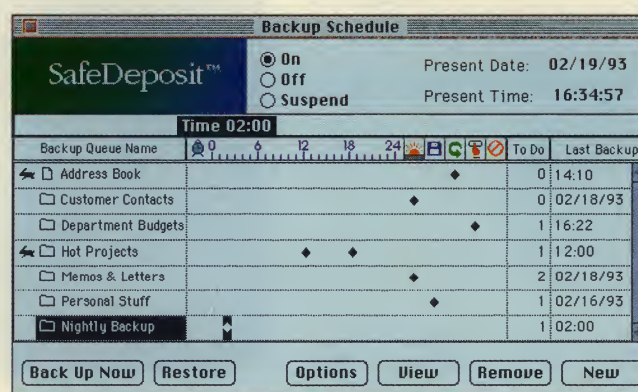 Backup Schedule
SafeDeposit™
On
Off
Suspend
Present Date: 02/19/93
Present Time: 16:34:57
Time 02:00
Backup Queue Name 0 6 12 18 24 To Do Last Backup
Address Book 0 14:10
Customer Contacts 0 02/18/93
Department Budgets 1 16:22
Hot Projects 1 12:00
Memos & Letters 2 02/18/93
Personal Stuff 1 02/16/93
Nightly Backup 1 02:00
Back Up Now Restore Options View Remove New